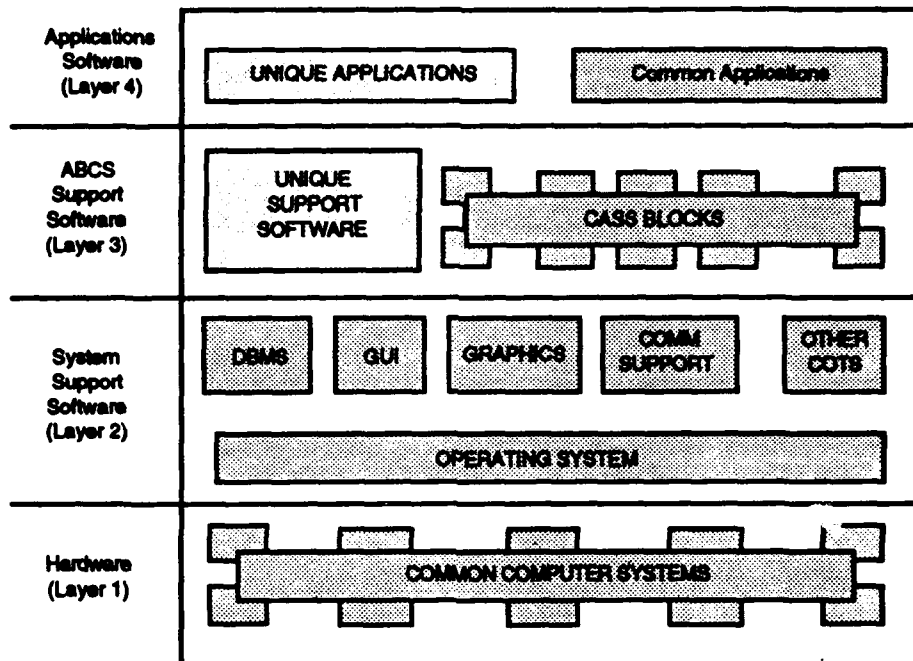 Applications
Software
(Layer 4)
UNIQUE APPLICATIONS
Common Applications
ABCS
Support
Software
(Layer 3)
UNIQUE
SUPPORT
SOFTWARE
CASS BLOCKS
System
Support
Software
(Layer 2)
DBMS
GUI
GRAPHICS
COMM
SUPPORT
OTHER
COTS
OPERATING SYSTEM
Hardware
(Layer 1)
COMMON COMPUTER SYSTEMS